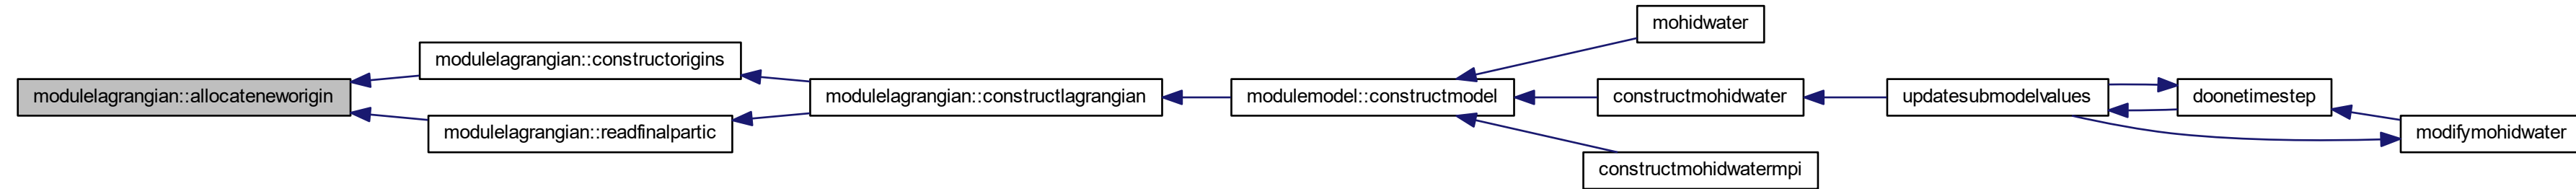 mohidwater
modulelagrangian::constructorigins
modulelagrangian::allocateneworigin
modulelagrangian::constructlagrangian
modulemodel::constructmodel
constructmohidwater
updatesubmodelvalues
doonetimestep
modulelagrangian::readfinalpartic
modifymohidwater
constructmohidwatermpi